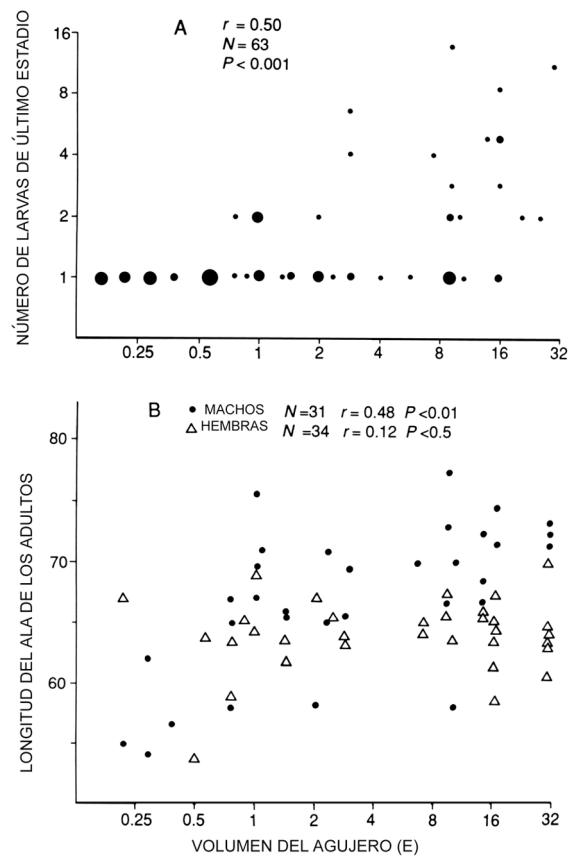 A
r = 0.50
N = 63
P < 0.001
NÚMERO DE LARVAS DE ÚLTIMO ESTADIO
16
8
4
2
1
0.25 0.5 1 2 4 8 16 32
B
● MACHOS N =31 r = 0.48 P <0.01
△ HEMBRAS N =34 r = 0.12 P <0.5
LONGITUD DEL ALA DE LOS ADULTOS
80
70
60
0.25 0.5 1 2 4 8 16 32
VOLUMEN DEL AGUJERO (E)